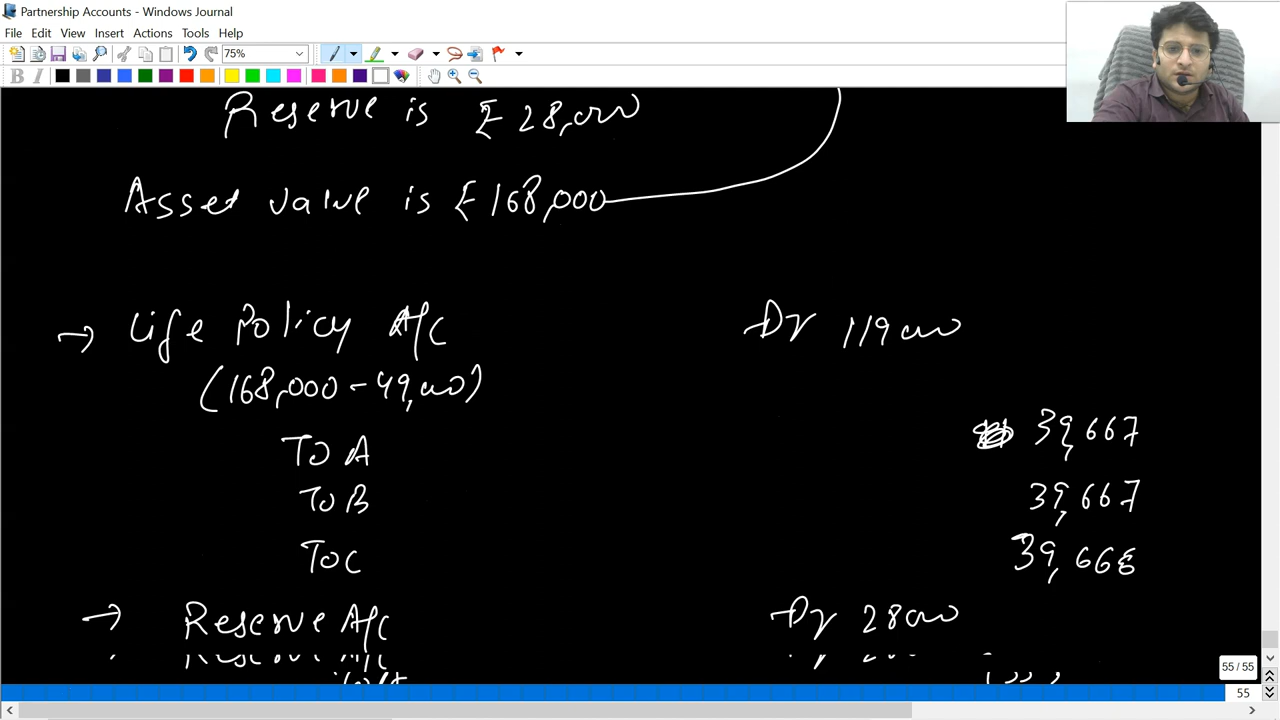 Partnership Accounts - Windows Journal
File Edit View Insert Actions Tools Help
75%
B I
Reserve is ₹ 28,000
Asset value is ₹ 168,000
→ Life Policy A/c Dr 119000
(168,000 - 49,000)
To A 39,667
To B 39,667
To C 39,666
→ Reserve A/c Dr 28000
55 / 55
55